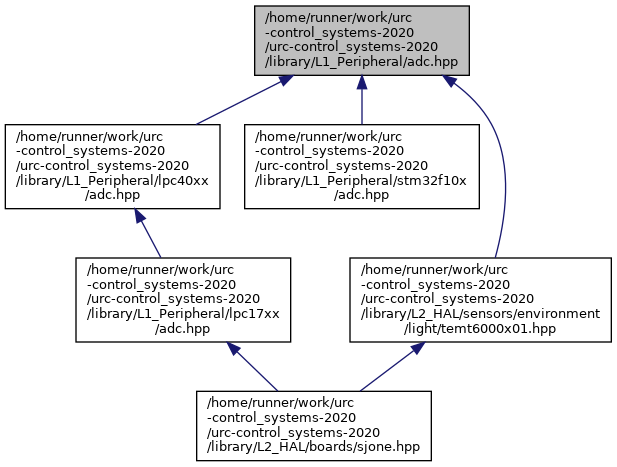 /home/runner/work/urc
-control_systems-2020
/urc-control_systems-2020
/library/L1_Peripheral/adc.hpp
/home/runner/work/urc
-control_systems-2020
/urc-control_systems-2020
/library/L1_Peripheral/lpc40xx
/adc.hpp
/home/runner/work/urc
-control_systems-2020
/urc-control_systems-2020
/library/L1_Peripheral/stm32f10x
/adc.hpp
/home/runner/work/urc
-control_systems-2020
/urc-control_systems-2020
/library/L1_Peripheral/lpc17xx
/adc.hpp
/home/runner/work/urc
-control_systems-2020
/urc-control_systems-2020
/library/L2_HAL/sensors/environment
/light/temt6000x01.hpp
/home/runner/work/urc
-control_systems-2020
/urc-control_systems-2020
/library/L2_HAL/boards/sjone.hpp